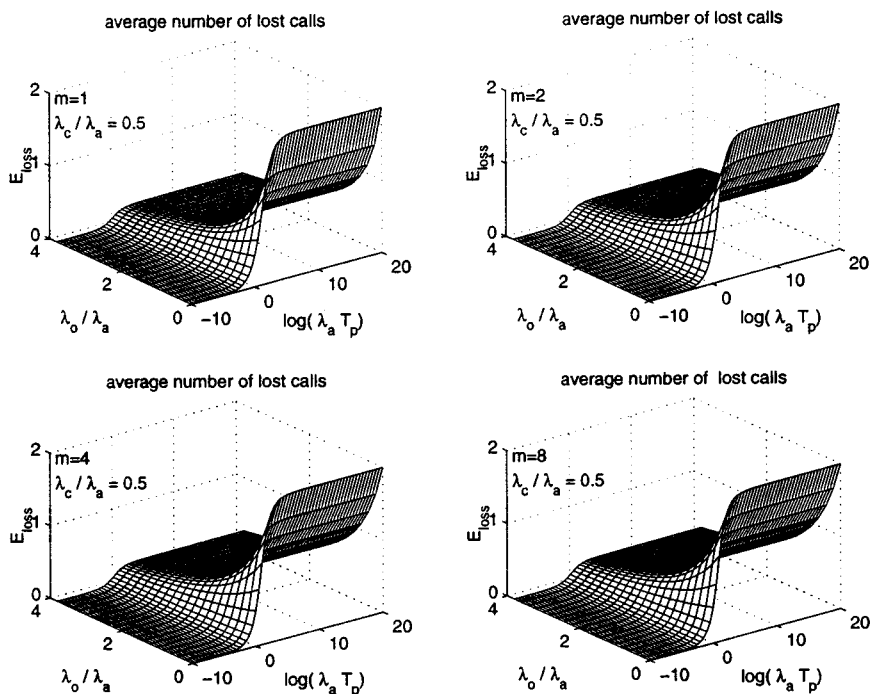 average number of lost calls
2
m=1
λc / λa = 0.5
1
Eloss
0
4
2
0
λo / λa
−10
0
10
20
log( λa Tp)
average number of lost calls
2
m=2
λc / λa = 0.5
1
Eloss
0
4
2
0
λo / λa
−10
0
10
20
log( λa Tp)
average number of lost calls
2
m=4
λc / λa = 0.5
1
Eloss
0
4
2
0
λo / λa
−10
0
10
20
log( λa Tp)
average number of lost calls
2
m=8
λc / λa = 0.5
1
Eloss
0
4
2
0
λo / λa
−10
0
10
20
log( λa Tp)